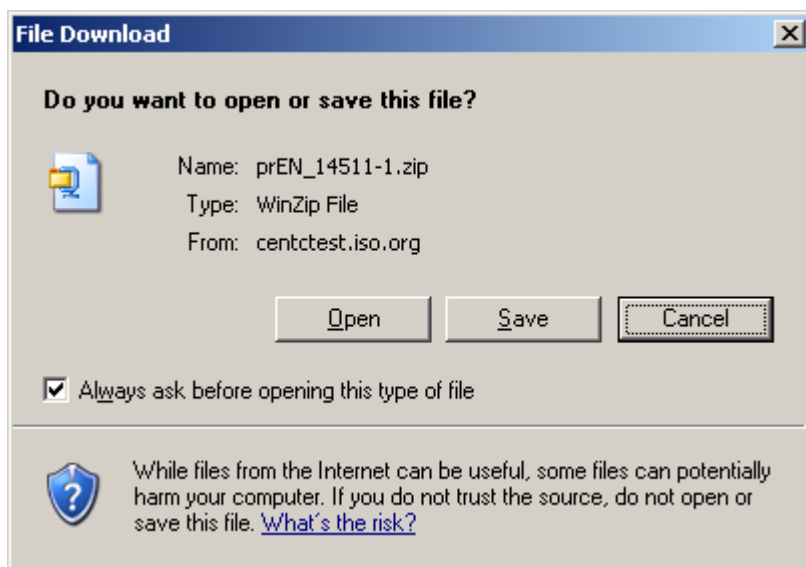 File Download
Do you want to open or save this file?
Name: prEN_14511-1.zip
Type: WinZip File
From: centctest.iso.org
Open Save Cancel
Always ask before opening this type of file
While files from the Internet can be useful, some files can potentially
harm your computer. If you do not trust the source, do not open or
save this file. What's the risk?